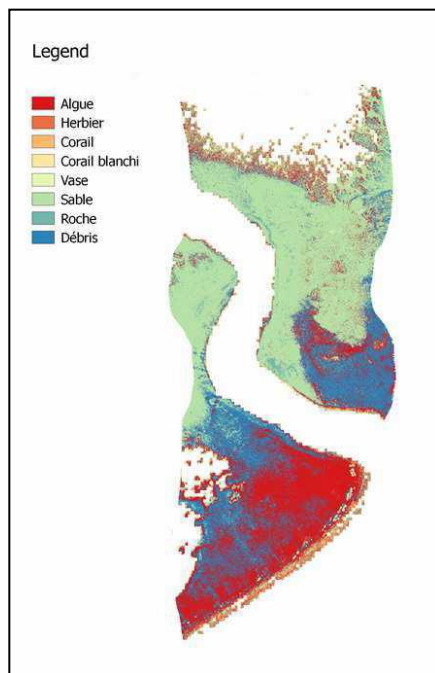 Legend
Algue
Herbier
Corail
Corail blanchi
Vase
Sable
Roche
Débris